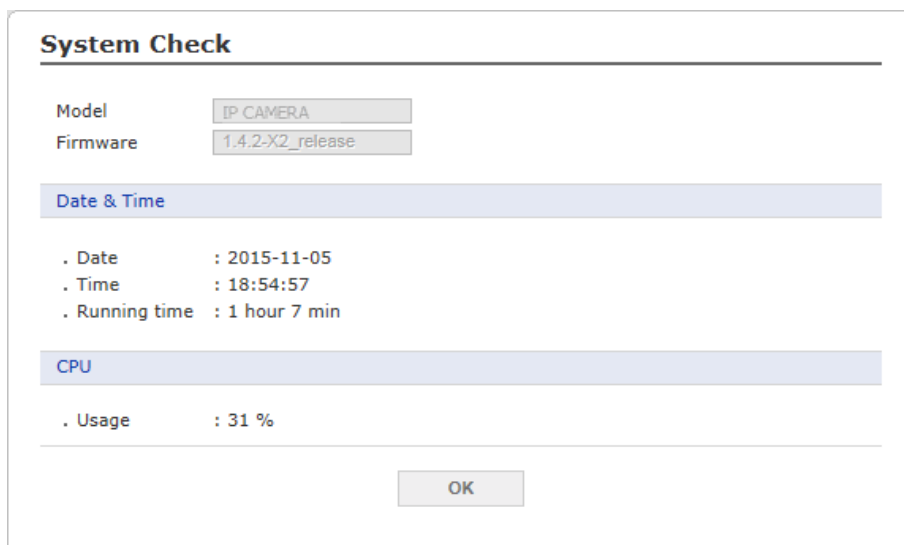 System Check
Model IP CAMERA
Firmware 1.4.2-X2_release
Date & Time
. Date : 2015-11-05
. Time : 18:54:57
. Running time : 1 hour 7 min
CPU
. Usage : 31 %
OK